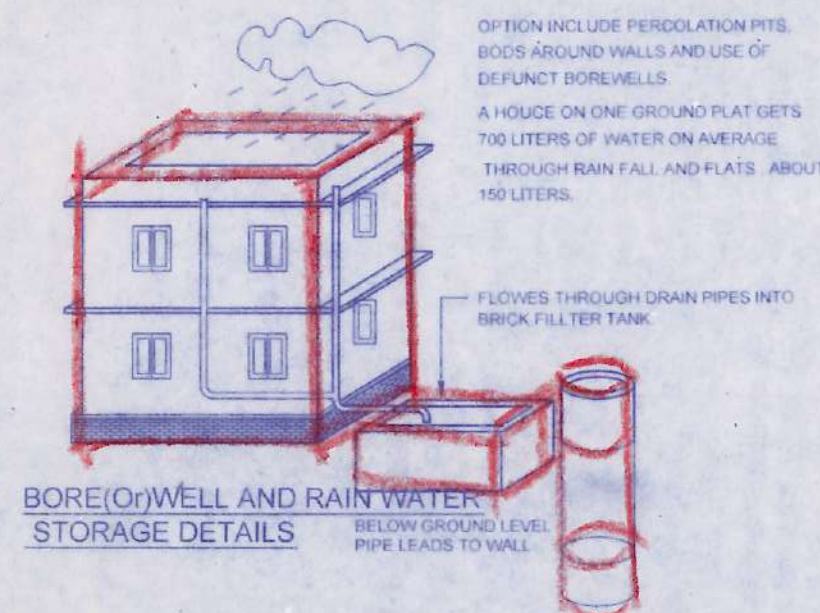 OPTION INCLUDE PERCOLATION PITS,
BODS AROUND WALLS AND USE OF
DEFUNCT BOREWELLS.
A HOUCE ON ONE GROUND PLAT GETS
700 LITERS OF WATER ON AVERAGE
THROUGH RAIN FALL AND FLATS ABOUT
150 LITERS.
FLOWES THROUGH DRAIN PIPES INTO
BRICK FILLTER TANK
BORE(Or)WELL AND RAIN WATER
STORAGE DETAILS
BELOW GROUND LEVEL
PIPE LEADS TO WALL